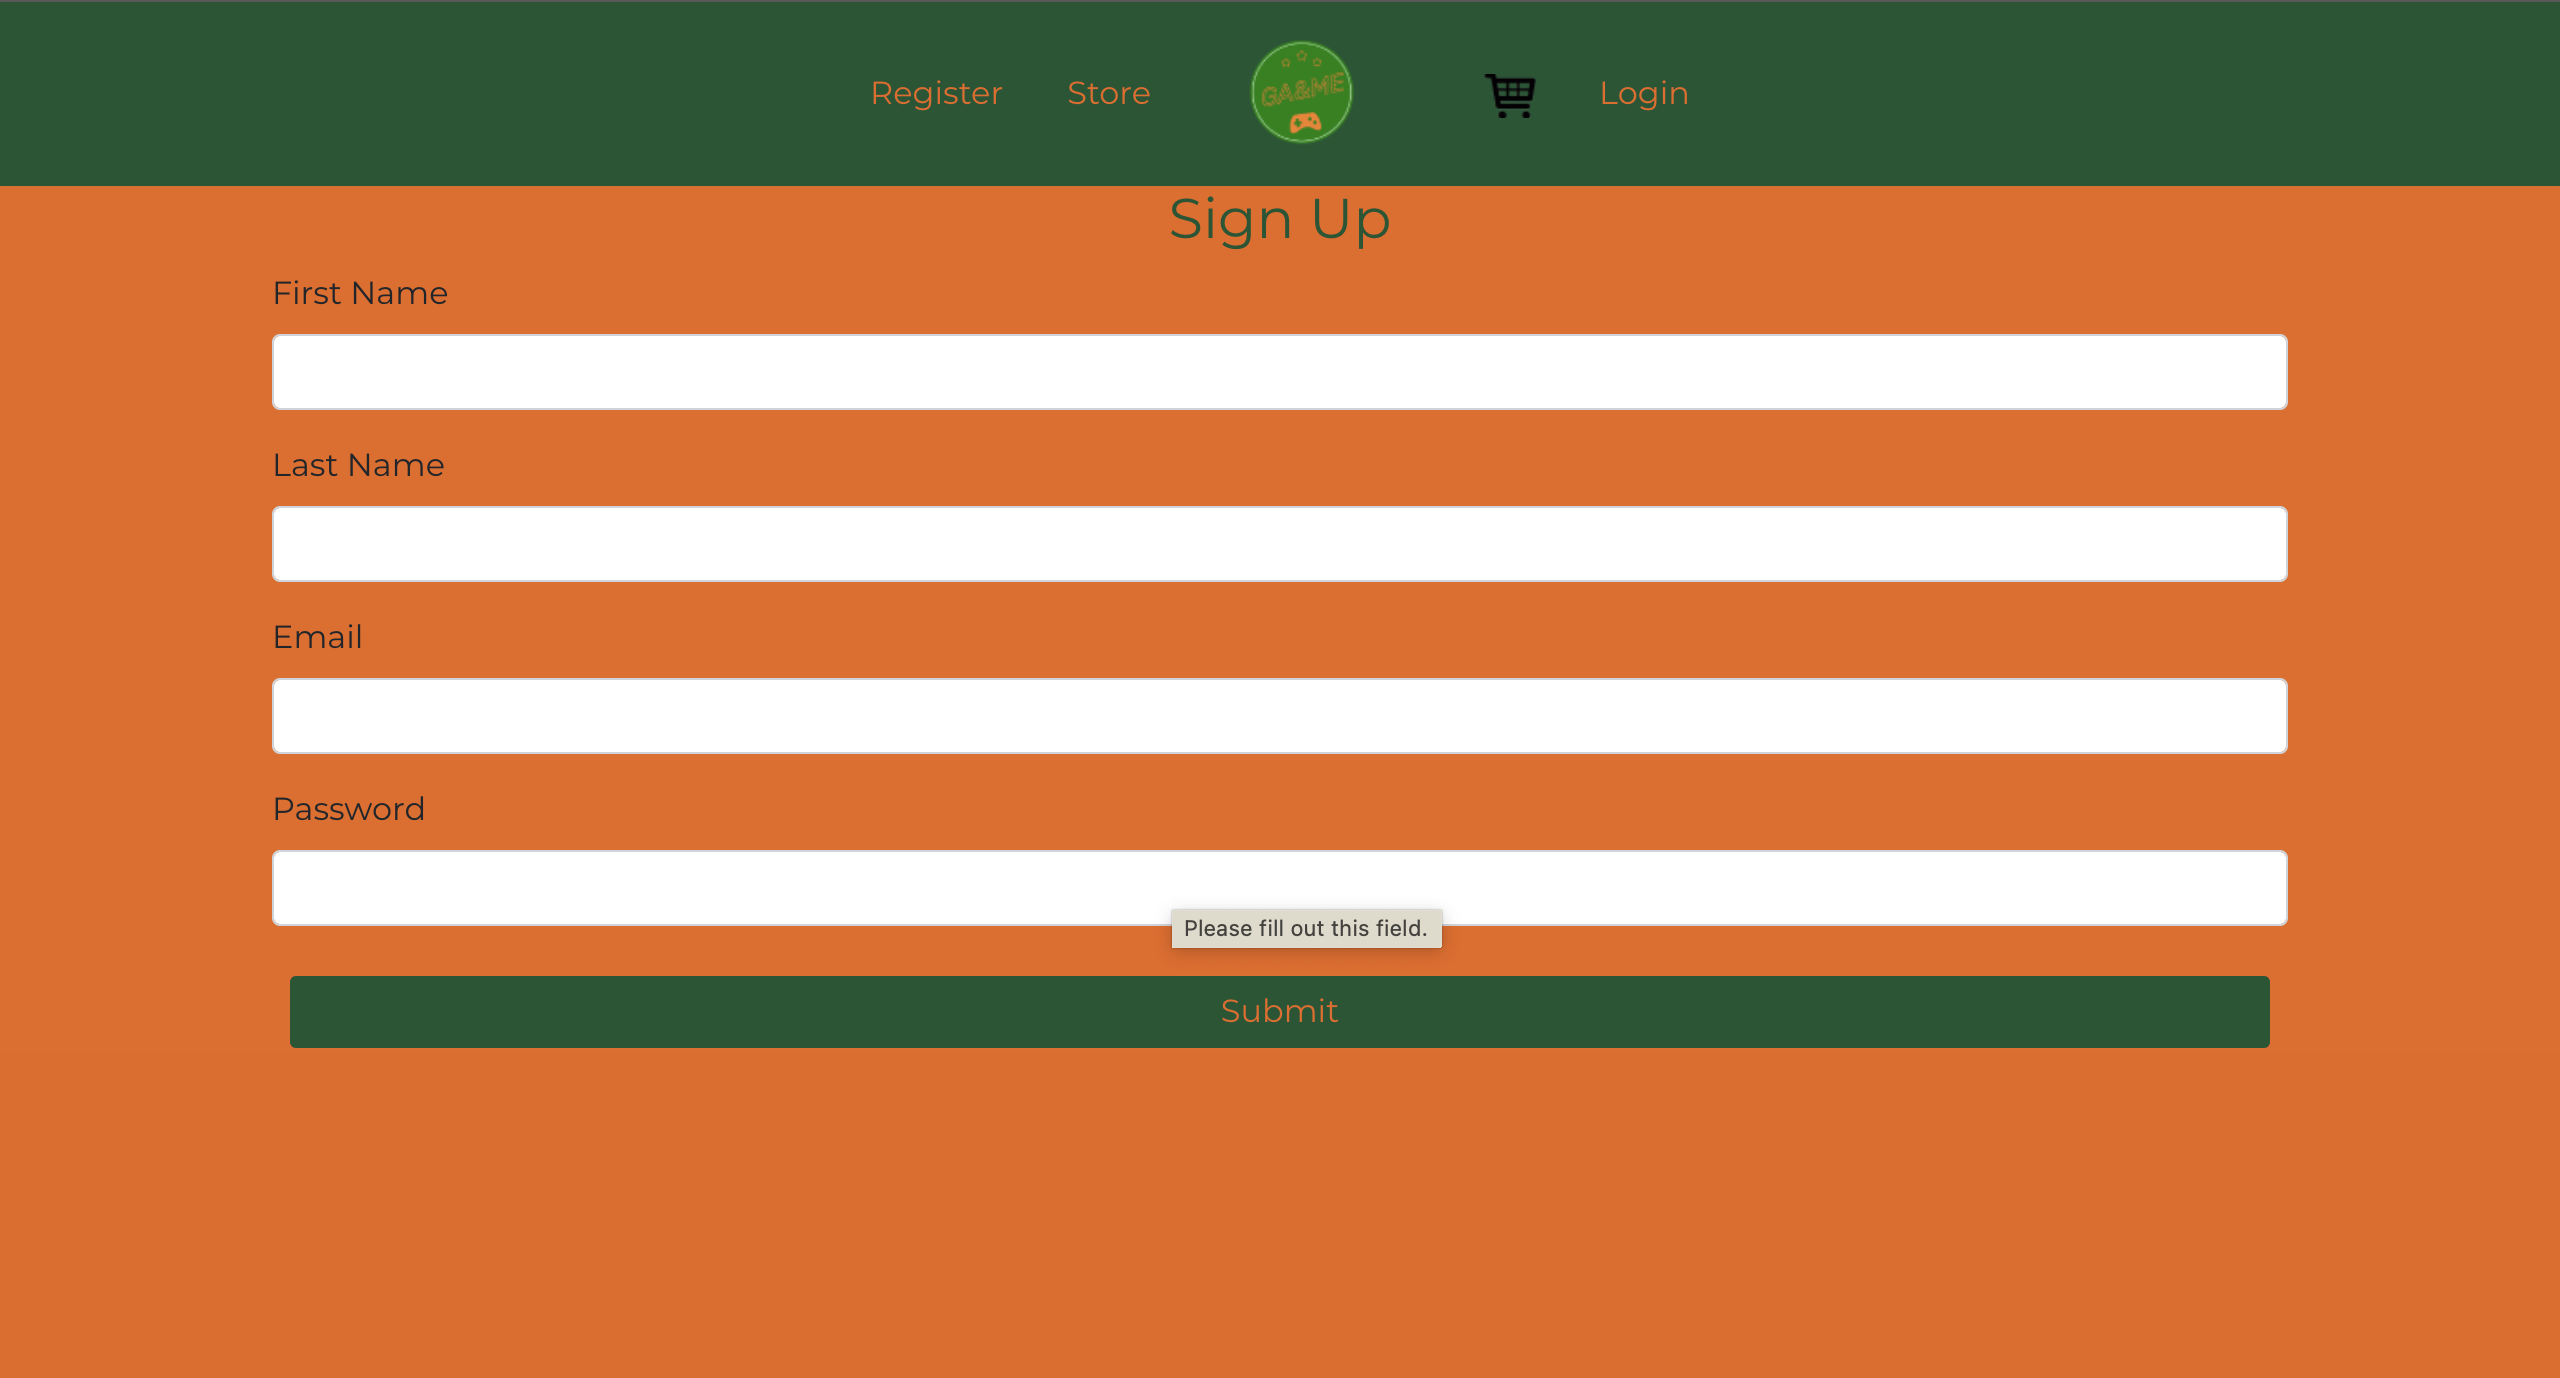 Register Store GA&ME Login
Sign Up
First Name
Last Name
Email
Password
Please fill out this field.
Submit